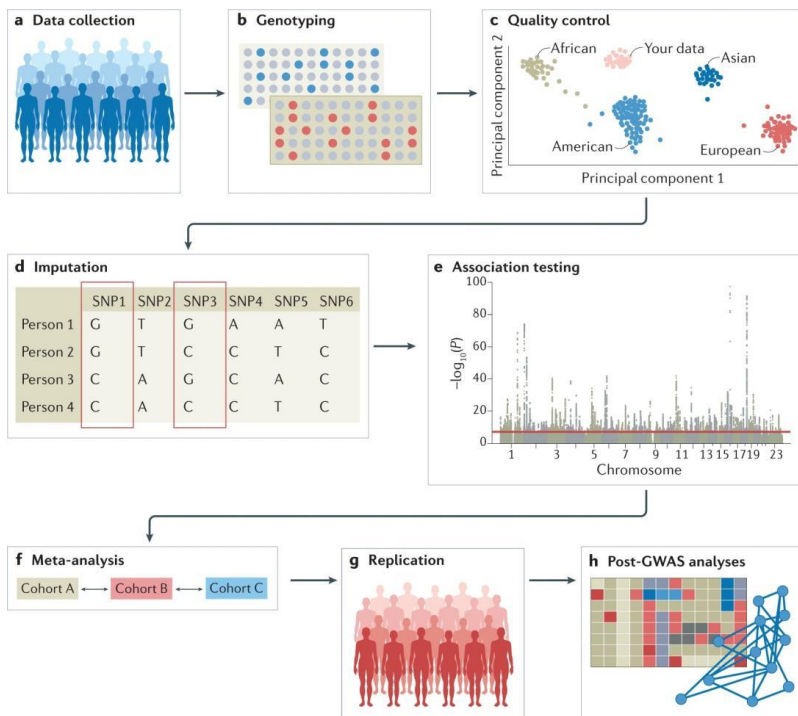 a Data collection
b Genotyping
c Quality control
African
Your data
Asian
American
European
Principal component 2
Principal component 1
d Imputation
SNP1 SNP2 SNP3 SNP4 SNP5 SNP6
Person 1 G T G A A T
Person 2 G T C C T C
Person 3 C A G C A C
Person 4 C A C C T C
e Association testing
100
80
60
40
20
0
–log10(P)
1 3 5 7 9 11 13 15 17 19 23
Chromosome
f Meta-analysis
Cohort A Cohort B Cohort C
g Replication
h Post-GWAS analyses